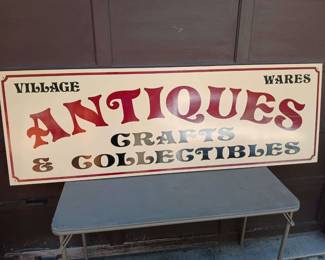 VILLAGE WARES
ANTIQUES
CRAFTS
& COLLECTIBLES